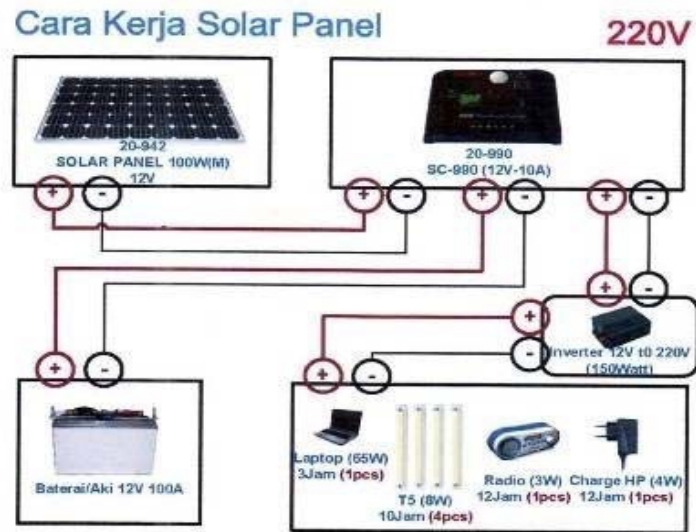 Cara Kerja Solar Panel
220V
20-942
SOLAR PANEL 100W(M)
12V
20-990
SC-990 (12V-10A)
+ - + - + - + -
+ -
+
-
Inverter 12V t0 220V
(150Watt)
+ -
+ -
Baterai/Aki 12V 100A
Laptop (65W)
3Jam (1pcs)
T5 (8W)
10Jam (4pcs)
Radio (3W)
12Jam (1pcs)
Charge HP (4W)
12Jam (1pcs)